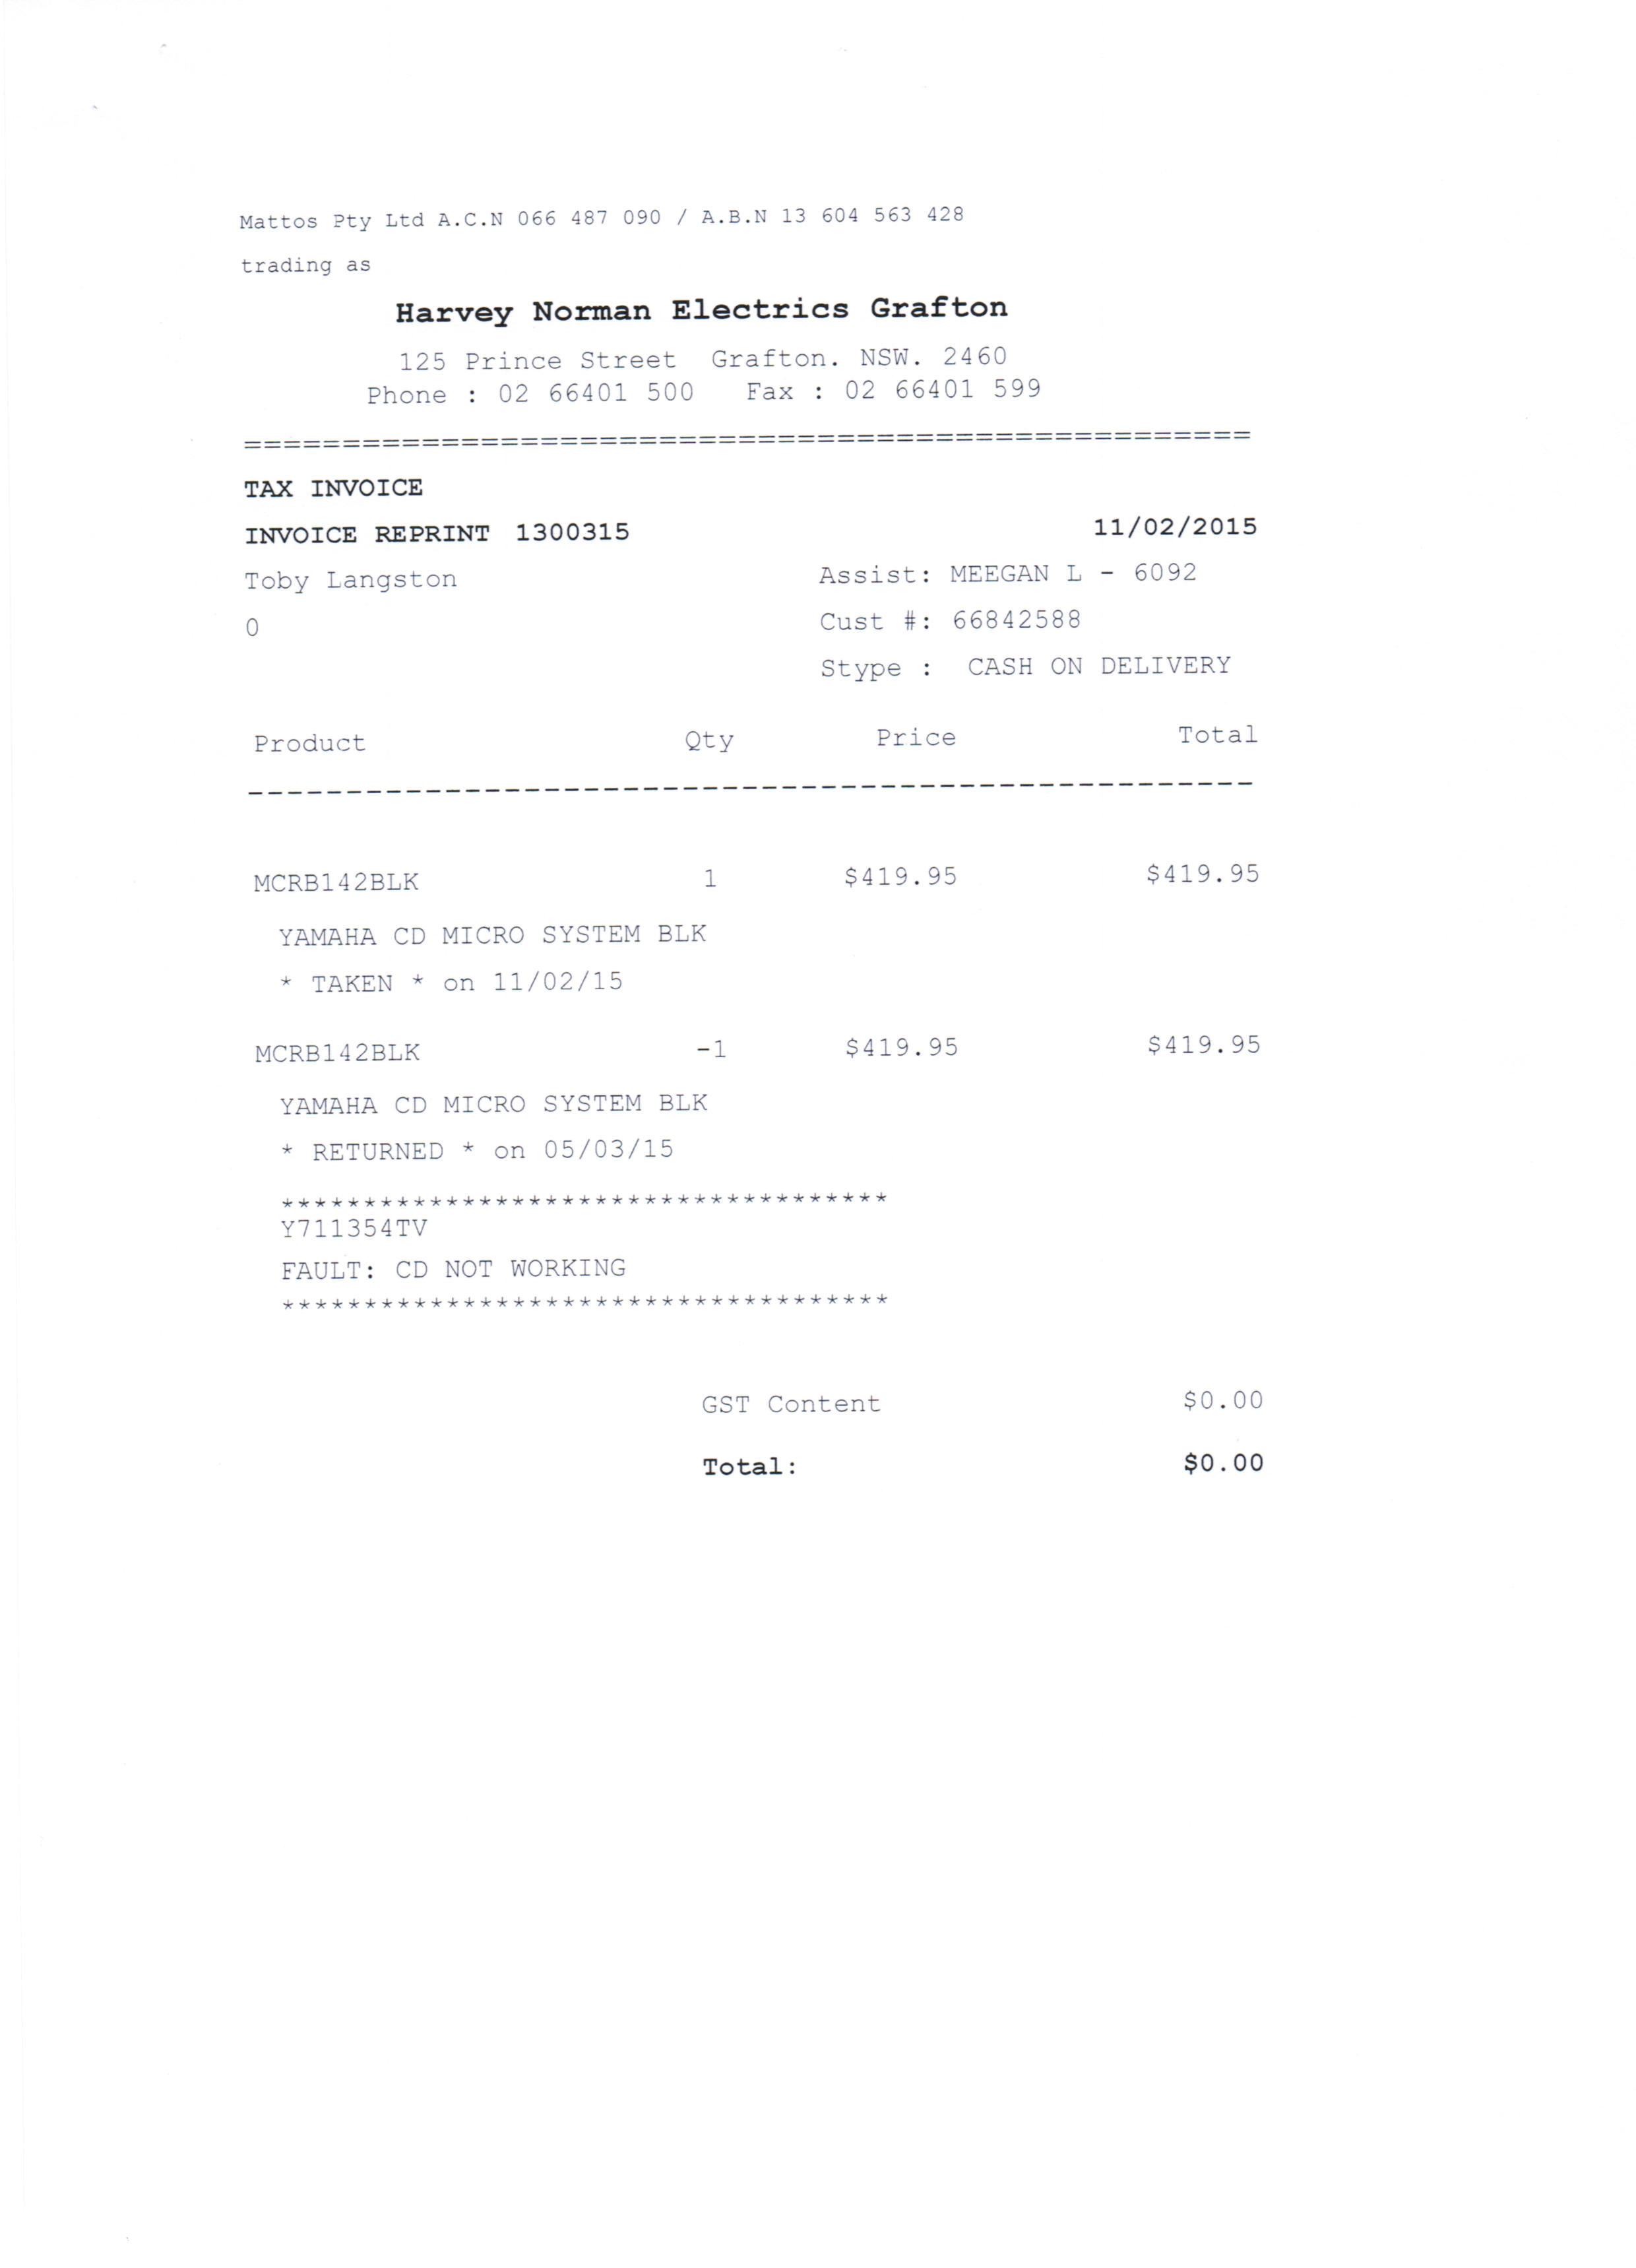 Mattos Pty Ltd A.C.N 066 487 090 / A.B.N 13 604 563 428
trading as
Harvey Norman Electrics Grafton
125 Prince Street Grafton. NSW. 2460
Phone : 02 66401 500 Fax : 02 66401 599
=============================================================
TAX INVOICE
INVOICE REPRINT 1300315 11/02/2015
Toby Langston Assist: MEEGAN L - 6092
0 Cust #: 66842588
Stype : CASH ON DELIVERY
Product Qty Price Total
---------------------------------------------------
MCRB142BLK 1 $419.95 $419.95
YAMAHA CD MICRO SYSTEM BLK
* TAKEN * on 11/02/15
MCRB142BLK -1 $419.95 $419.95
YAMAHA CD MICRO SYSTEM BLK
* RETURNED * on 05/03/15
*************************************
Y711354TV
FAULT: CD NOT WORKING
*************************************
GST Content $0.00
Total: $0.00